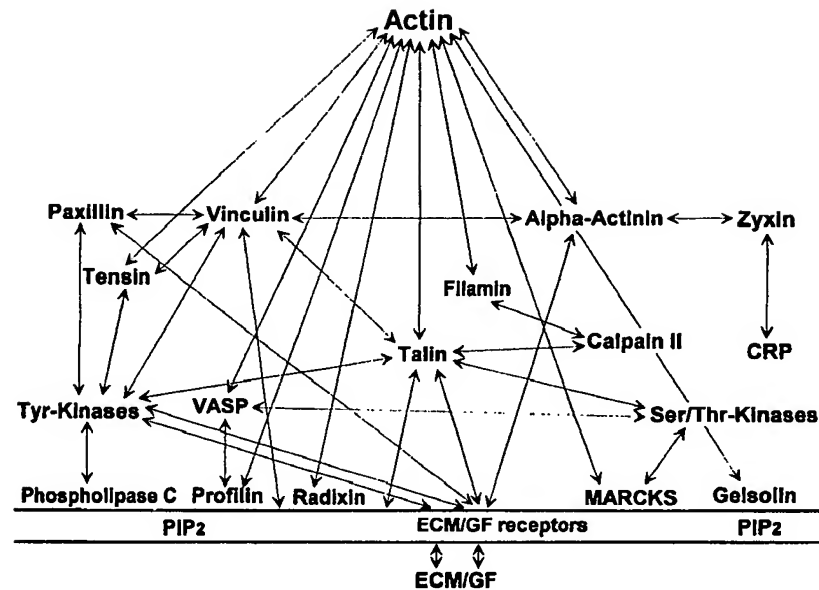 Actin
Paxillin Vinculin Alpha-Actinin Zyxin
Tensin Filamin
Calpain II
Talin CRP
Tyr-Kinases VASP Ser/Thr-Kinases
Phospholipase C Profilin Radixin MARCKS Gelsolin
PIP2 ECM/GF receptors PIP2
ECM/GF